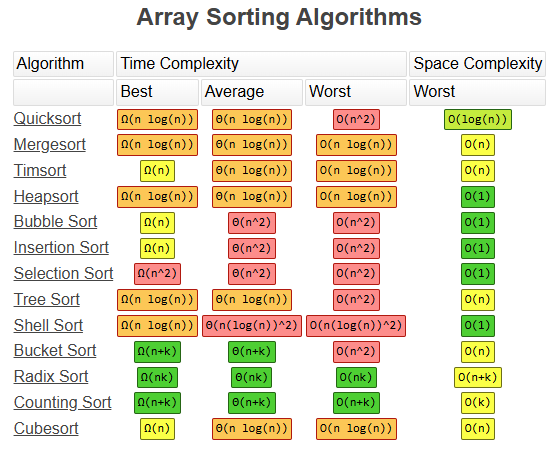 Array Sorting Algorithms
Algorithm Time Complexity Space Complexity
Best Average Worst Worst
Quicksort Ω(n log(n)) Θ(n log(n)) O(n^2) O(log(n))
Mergesort Ω(n log(n)) Θ(n log(n)) O(n log(n)) O(n)
Timsort Ω(n) Θ(n log(n)) O(n log(n)) O(n)
Heapsort Ω(n log(n)) Θ(n log(n)) O(n log(n)) O(1)
Bubble Sort Ω(n) Θ(n^2) O(n^2) O(1)
Insertion Sort Ω(n) Θ(n^2) O(n^2) O(1)
Selection Sort Ω(n^2) Θ(n^2) O(n^2) O(1)
Tree Sort Ω(n log(n)) Θ(n log(n)) O(n^2) O(n)
Shell Sort Ω(n log(n)) Θ(n(log(n))^2) O(n(log(n))^2) O(1)
Bucket Sort Ω(n+k) Θ(n+k) O(n^2) O(n)
Radix Sort Ω(nk) Θ(nk) O(nk) O(n+k)
Counting Sort Ω(n+k) Θ(n+k) O(n+k) O(k)
Cubesort Ω(n) Θ(n log(n)) O(n log(n)) O(n)